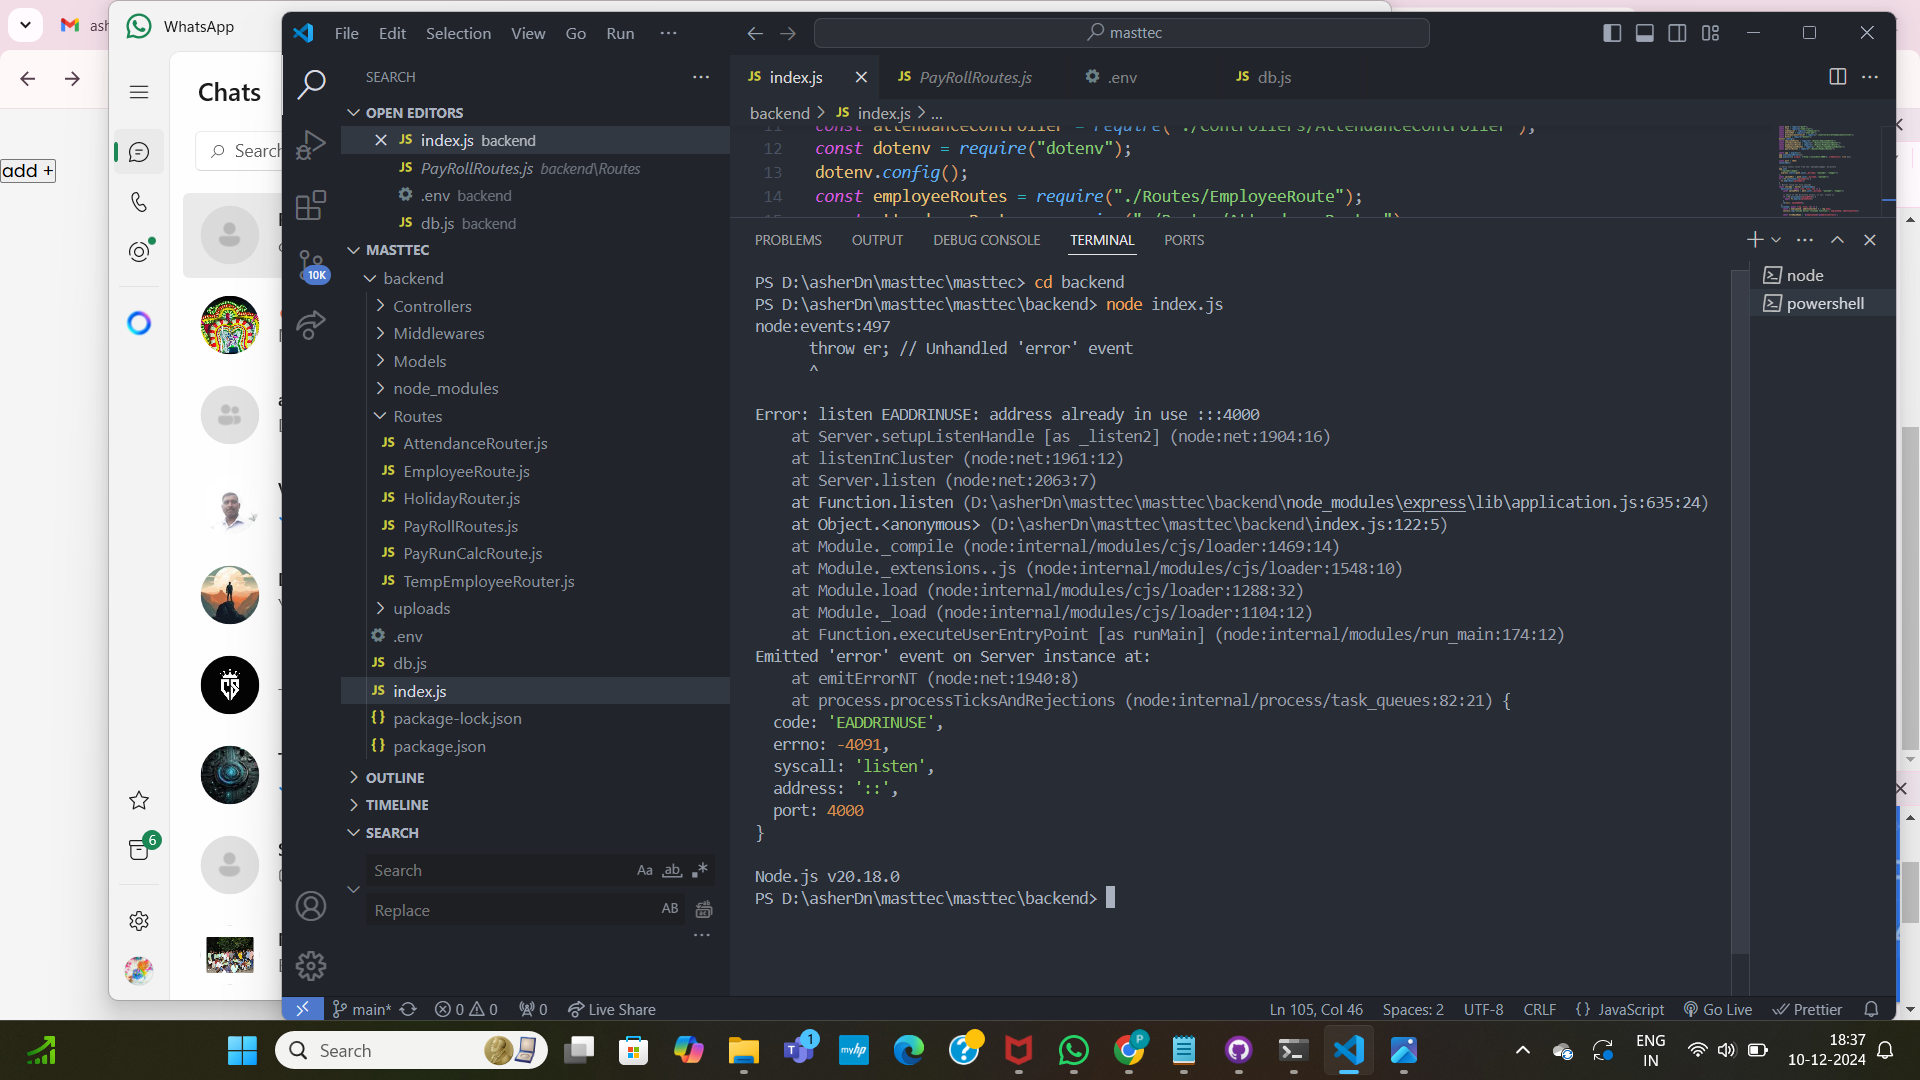 ash
WhatsApp
Chats
Search
add +
6
File Edit Selection View Go Run ...
masttec
SEARCH
OPEN EDITORS
JS index.js backend
JS PayRollRoutes.js backend\Routes
.env backend
JS db.js backend
MASTTEC
backend
Controllers
Middlewares
Models
node_modules
Routes
JS AttendanceRouter.js
JS EmployeeRoute.js
JS HolidayRouter.js
JS PayRollRoutes.js
JS PayRunCalcRoute.js
JS TempEmployeeRouter.js
uploads
.env
JS db.js
JS index.js
{} package-lock.json
{} package.json
OUTLINE
TIMELINE
SEARCH
Search Aa ab
Replace AB
10K
JS index.js JS PayRollRoutes.js .env JS db.js
backend > JS index.js > ...
11 const attendanceController = require("./Controllers/AttendanceController");
12 const dotenv = require("dotenv");
13 dotenv.config();
14 const employeeRoutes = require("./Routes/EmployeeRoute");
PROBLEMS OUTPUT DEBUG CONSOLE TERMINAL PORTS
node
powershell
PS D:\asherDn\masttec\masttec> cd backend
PS D:\asherDn\masttec\masttec\backend> node index.js
node:events:497
throw er; // Unhandled 'error' event
^
Error: listen EADDRINUSE: address already in use :::4000
at Server.setupListenHandle [as _listen2] (node:net:1904:16)
at listenInCluster (node:net:1961:12)
at Server.listen (node:net:2063:7)
at Function.listen (D:\asherDn\masttec\masttec\backend\node_modules\express\lib\application.js:635:24)
at Object.<anonymous> (D:\asherDn\masttec\masttec\backend\index.js:122:5)
at Module._compile (node:internal/modules/cjs/loader:1469:14)
at Module._extensions..js (node:internal/modules/cjs/loader:1548:10)
at Module.load (node:internal/modules/cjs/loader:1288:32)
at Module._load (node:internal/modules/cjs/loader:1104:12)
at Function.executeUserEntryPoint [as runMain] (node:internal/modules/run_main:174:12)
Emitted 'error' event on Server instance at:
at emitErrorNT (node:net:1940:8)
at process.processTicksAndRejections (node:internal/process/task_queues:82:21) {
code: 'EADDRINUSE',
errno: -4091,
syscall: 'listen',
address: '::',
port: 4000
}
Node.js v20.18.0
PS D:\asherDn\masttec\masttec\backend>
main* 0 0 0 Live Share Ln 105, Col 46 Spaces: 2 UTF-8 CRLF {} JavaScript Go Live Prettier
Search
1
myhp
P
ENG
IN
18:37
10-12-2024